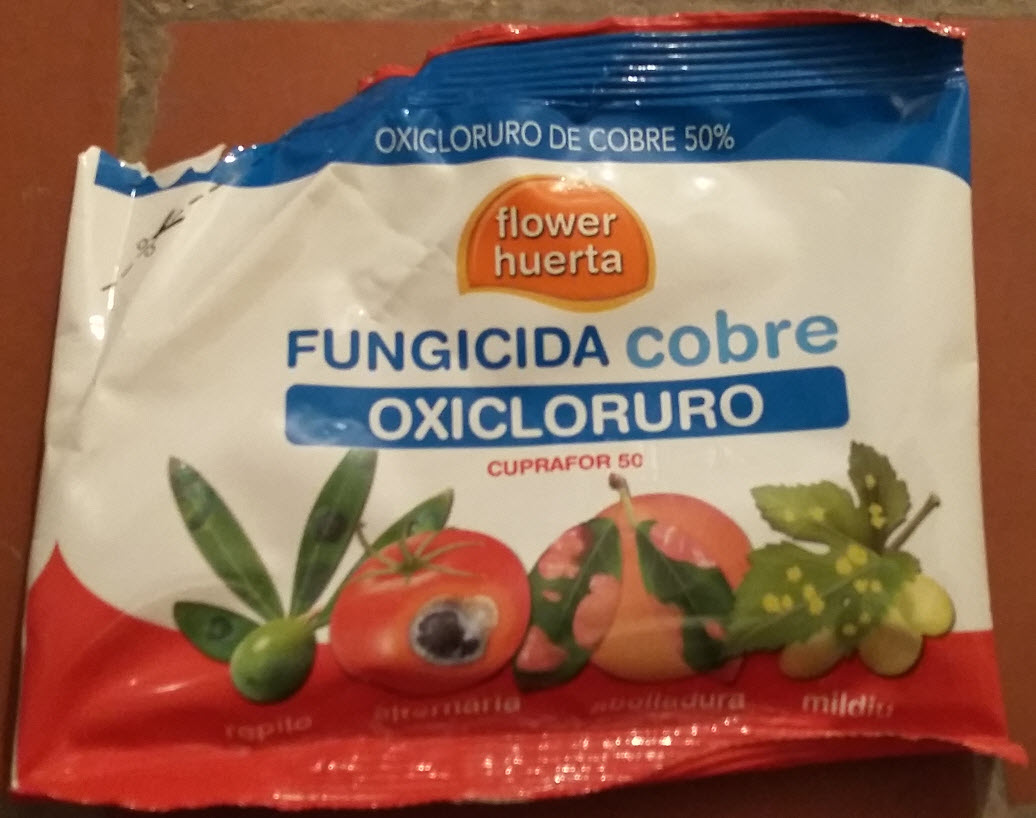 OXICLORURO DE COBRE 50%
flower
huerta
FUNGICIDA cobre
OXICLORURO
CUPRAFOR 50
repilo
alternaria
abolladura
mildiu